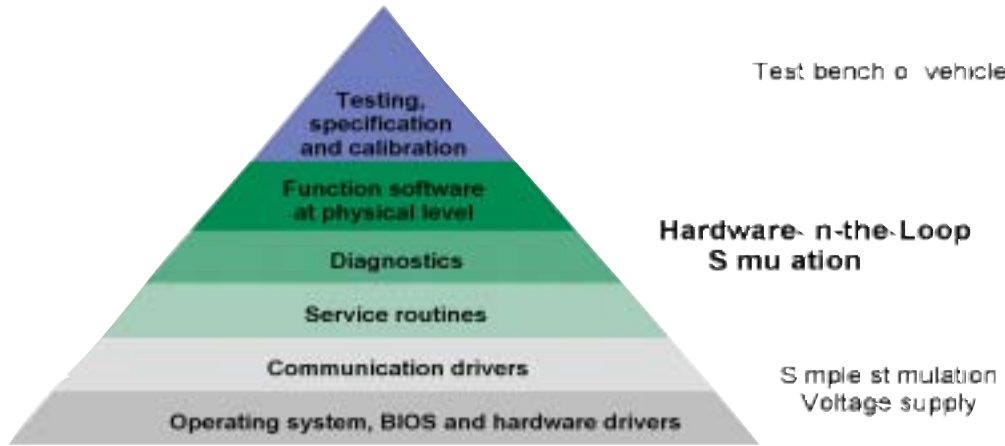 Test bench o vehicle
Testing,
specification
and calibration
Function software
at physical level
Hardware- n-the-Loop
S mu ation
Diagnostics
Service routines
Communication drivers
S mple st mulation
Voltage supply
Operating system, BIOS and hardware drivers